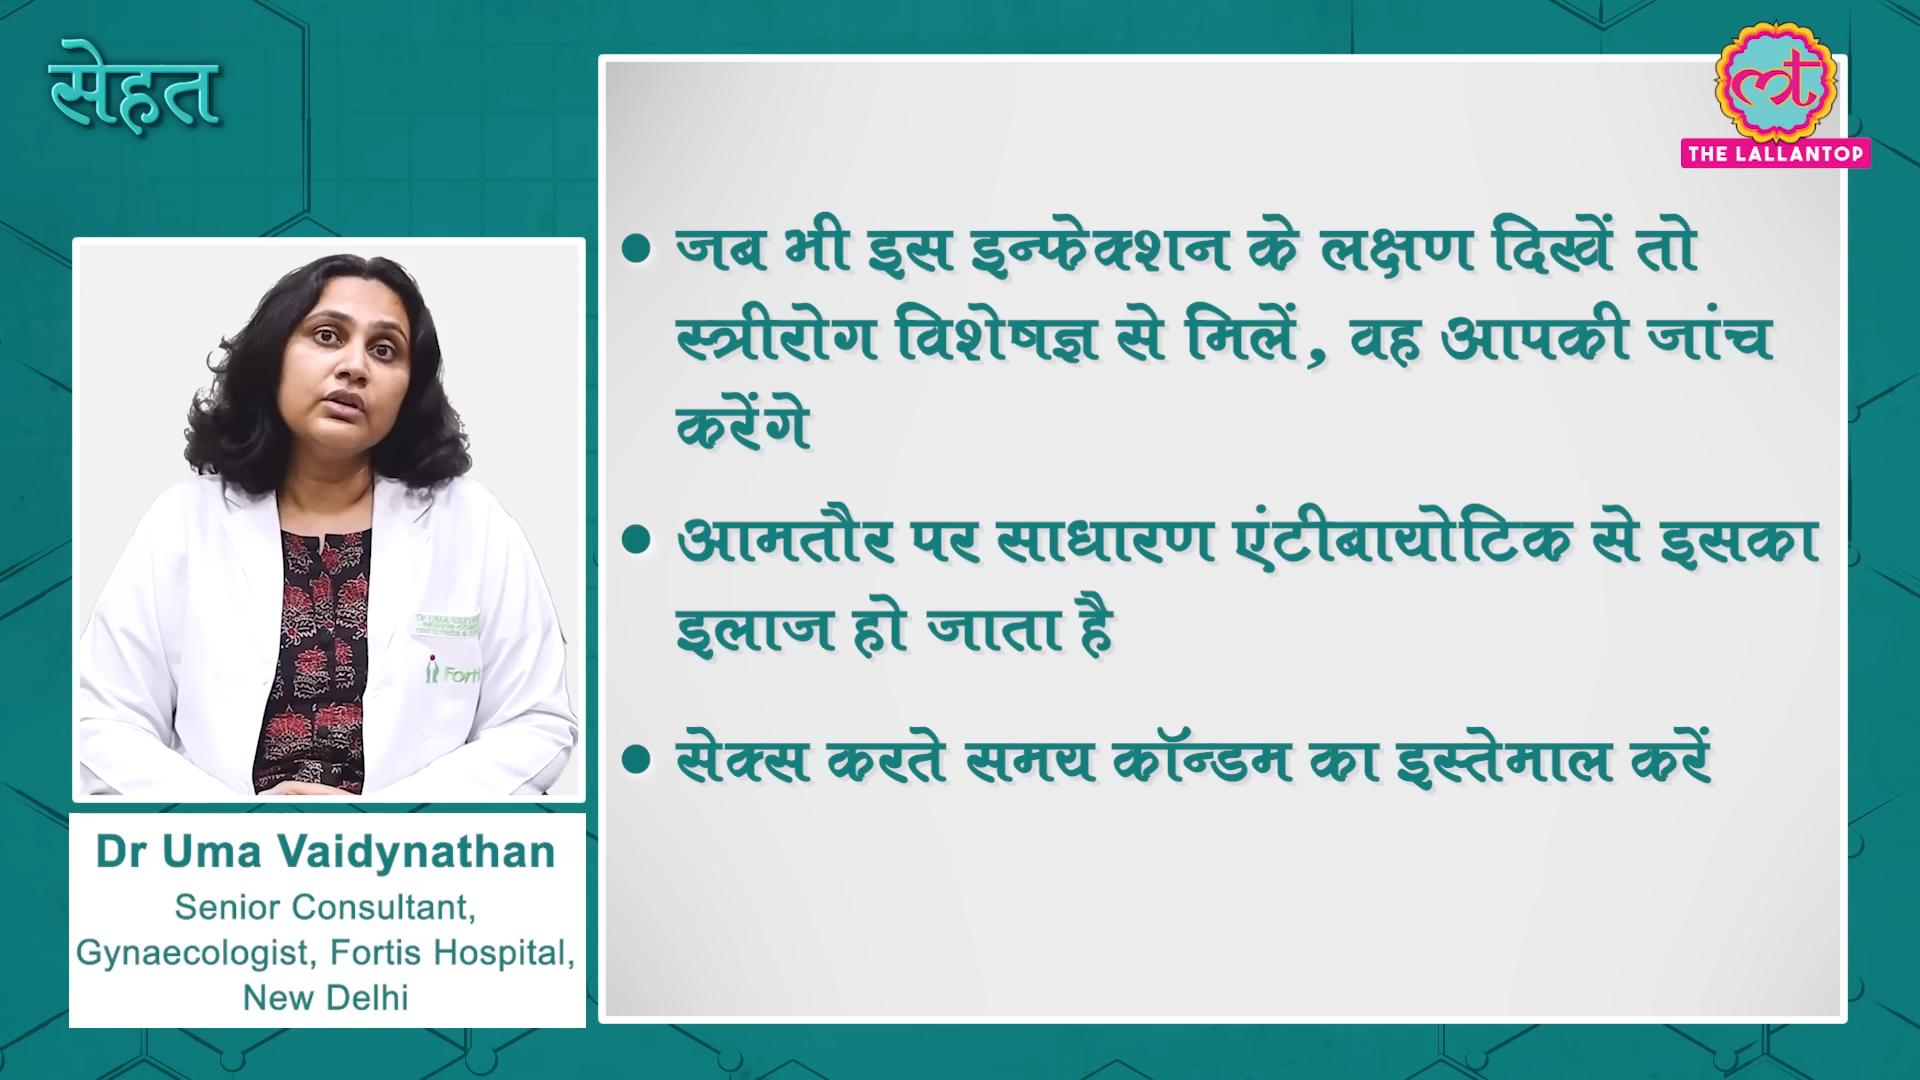 सेहत
THE LALLANTOP
• जब भी इस इन्फेक्शन के लक्षण दिखें तो
स्त्रीरोग विशेषज्ञ से मिलें, वह आपकी जांच
करेंगे
• आमतौर पर साधारण एंटीबायोटिक से इसका
इलाज हो जाता है
• सेक्स करते समय कॉन्डम का इस्तेमाल करें
Dr Uma Vaidynathan
Senior Consultant,
Gynaecologist, Fortis Hospital,
New Delhi